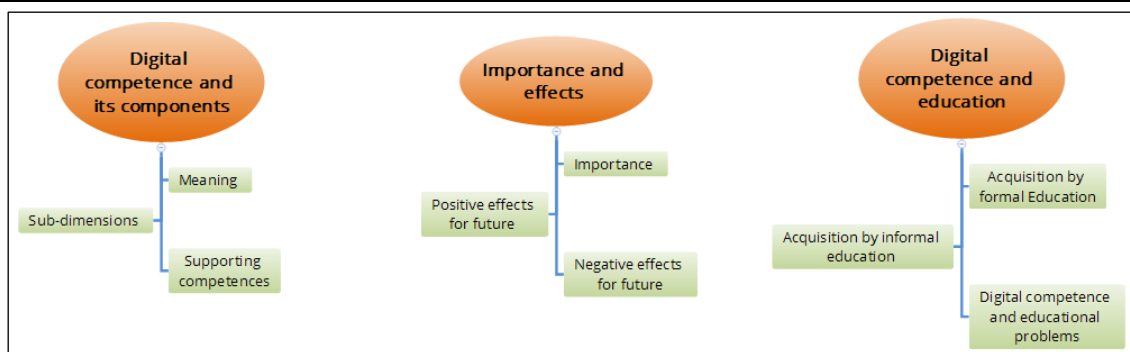 Digital
competence and
its components
Meaning
Sub-dimensions
Supporting
competences
Importance and
effects
Importance
Positive effects
for future
Negative effects
for future
Digital
competence and
education
Acquisition by
formal Education
Acquisition by informal
education
Digital competence
and educational
problems